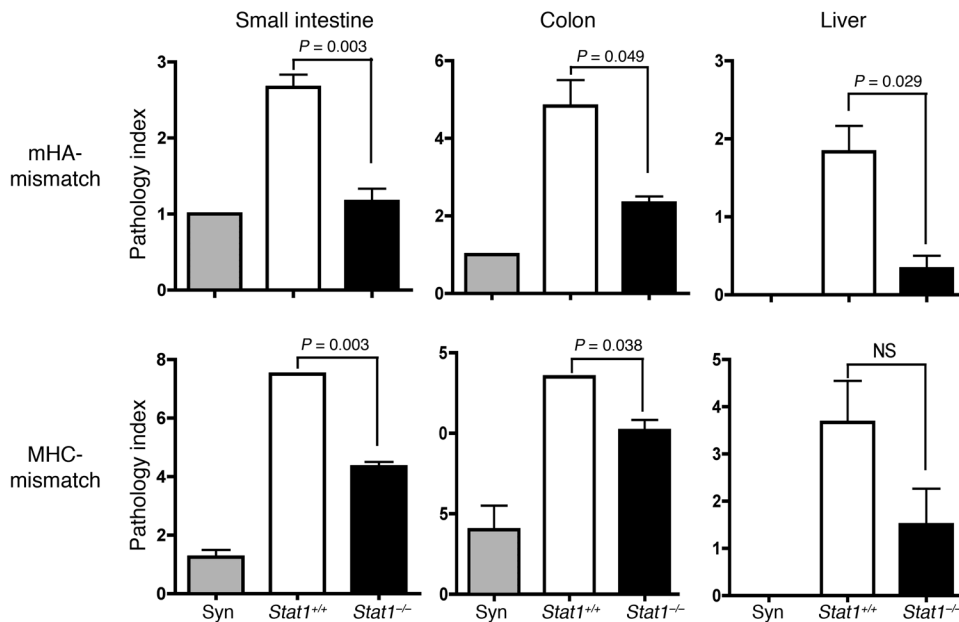 Small intestine
Colon
Liver
mHA-
mismatch
Pathology index
3
2
1
0
P = 0.003
6
4
2
0
P = 0.049
3
2
1
0
P = 0.029
MHC-
mismatch
Pathology index
8
6
4
2
0
P = 0.003
Syn Stat1+/+ Stat1−/−
5
0
5
0
P = 0.038
Syn Stat1+/+ Stat1−/−
5
4
3
2
1
0
NS
Syn Stat1+/+ Stat1−/−